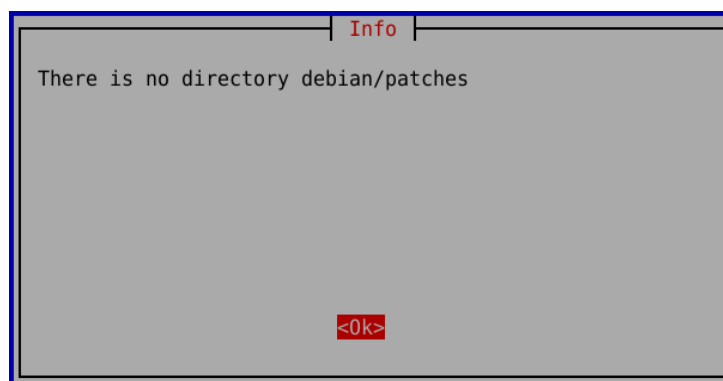 Info
There is no directory debian/patches
<Ok>